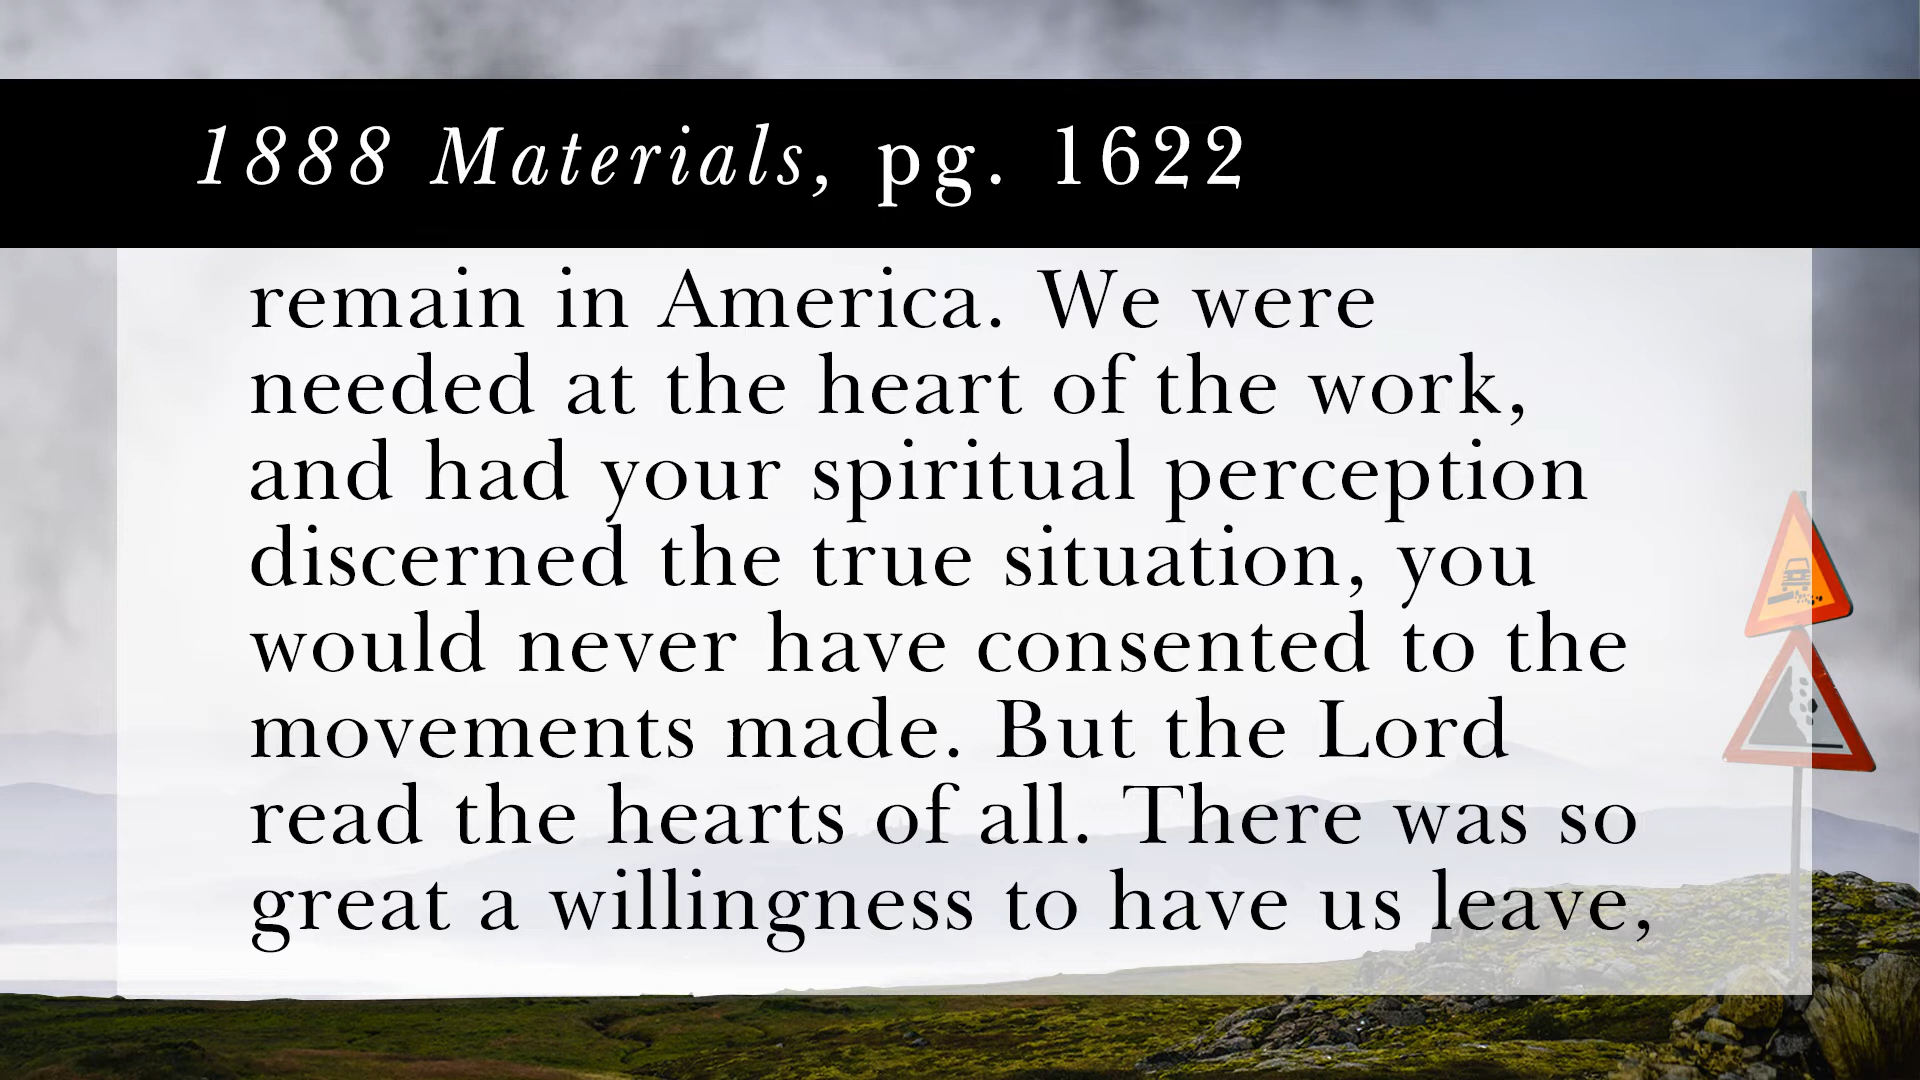 1888 Materials, pg. 1622
remain in America. We were
needed at the heart of the work,
and had your spiritual perception
discerned the true situation, you
would never have consented to the
movements made. But the Lord
read the hearts of all. There was so
great a willingness to have us leave,